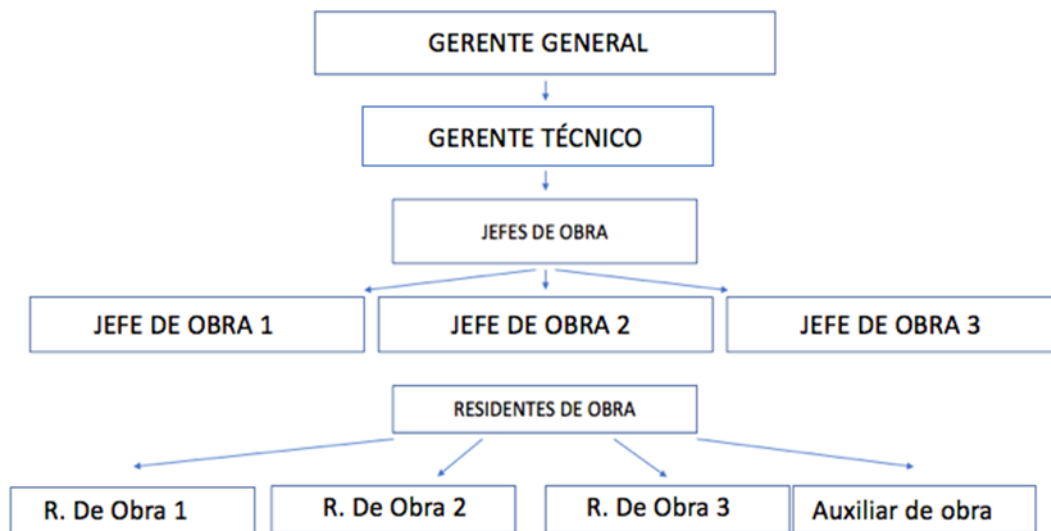 GERENTE GENERAL
GERENTE TÉCNICO
JEFES DE OBRA
JEFE DE OBRA 1
JEFE DE OBRA 2
JEFE DE OBRA 3
RESIDENTES DE OBRA
R. De Obra 1
R. De Obra 2
R. De Obra 3
Auxiliar de obra